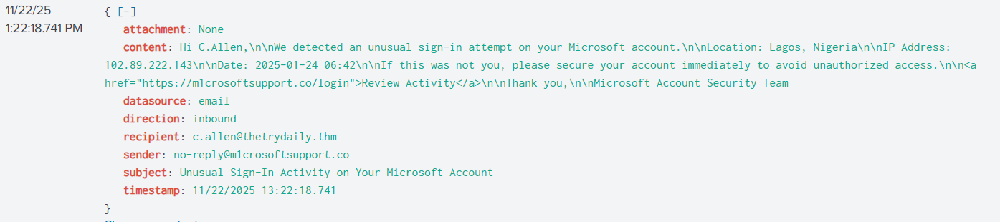 11/22/25
1:22:18.741 PM
{ [-]
attachment: None
content: Hi C.Allen,\n\nWe detected an unusual sign-in attempt on your Microsoft account.\n\nLocation: Lagos, Nigeria\n\nIP Address:
102.89.222.143\n\nDate: 2025-01-24 06:42\n\nIf this was not you, please secure your account immediately to avoid unauthorized access.\n\n<a
href="https://m1crosoftsupport.co/login">Review Activity</a>\n\nThank you,\n\nMicrosoft Account Security Team
datasource: email
direction: inbound
recipient: c.allen@thetrydaily.thm
sender: no-reply@m1crosoftsupport.co
subject: Unusual Sign-In Activity on Your Microsoft Account
timestamp: 11/22/2025 13:22:18.741
}